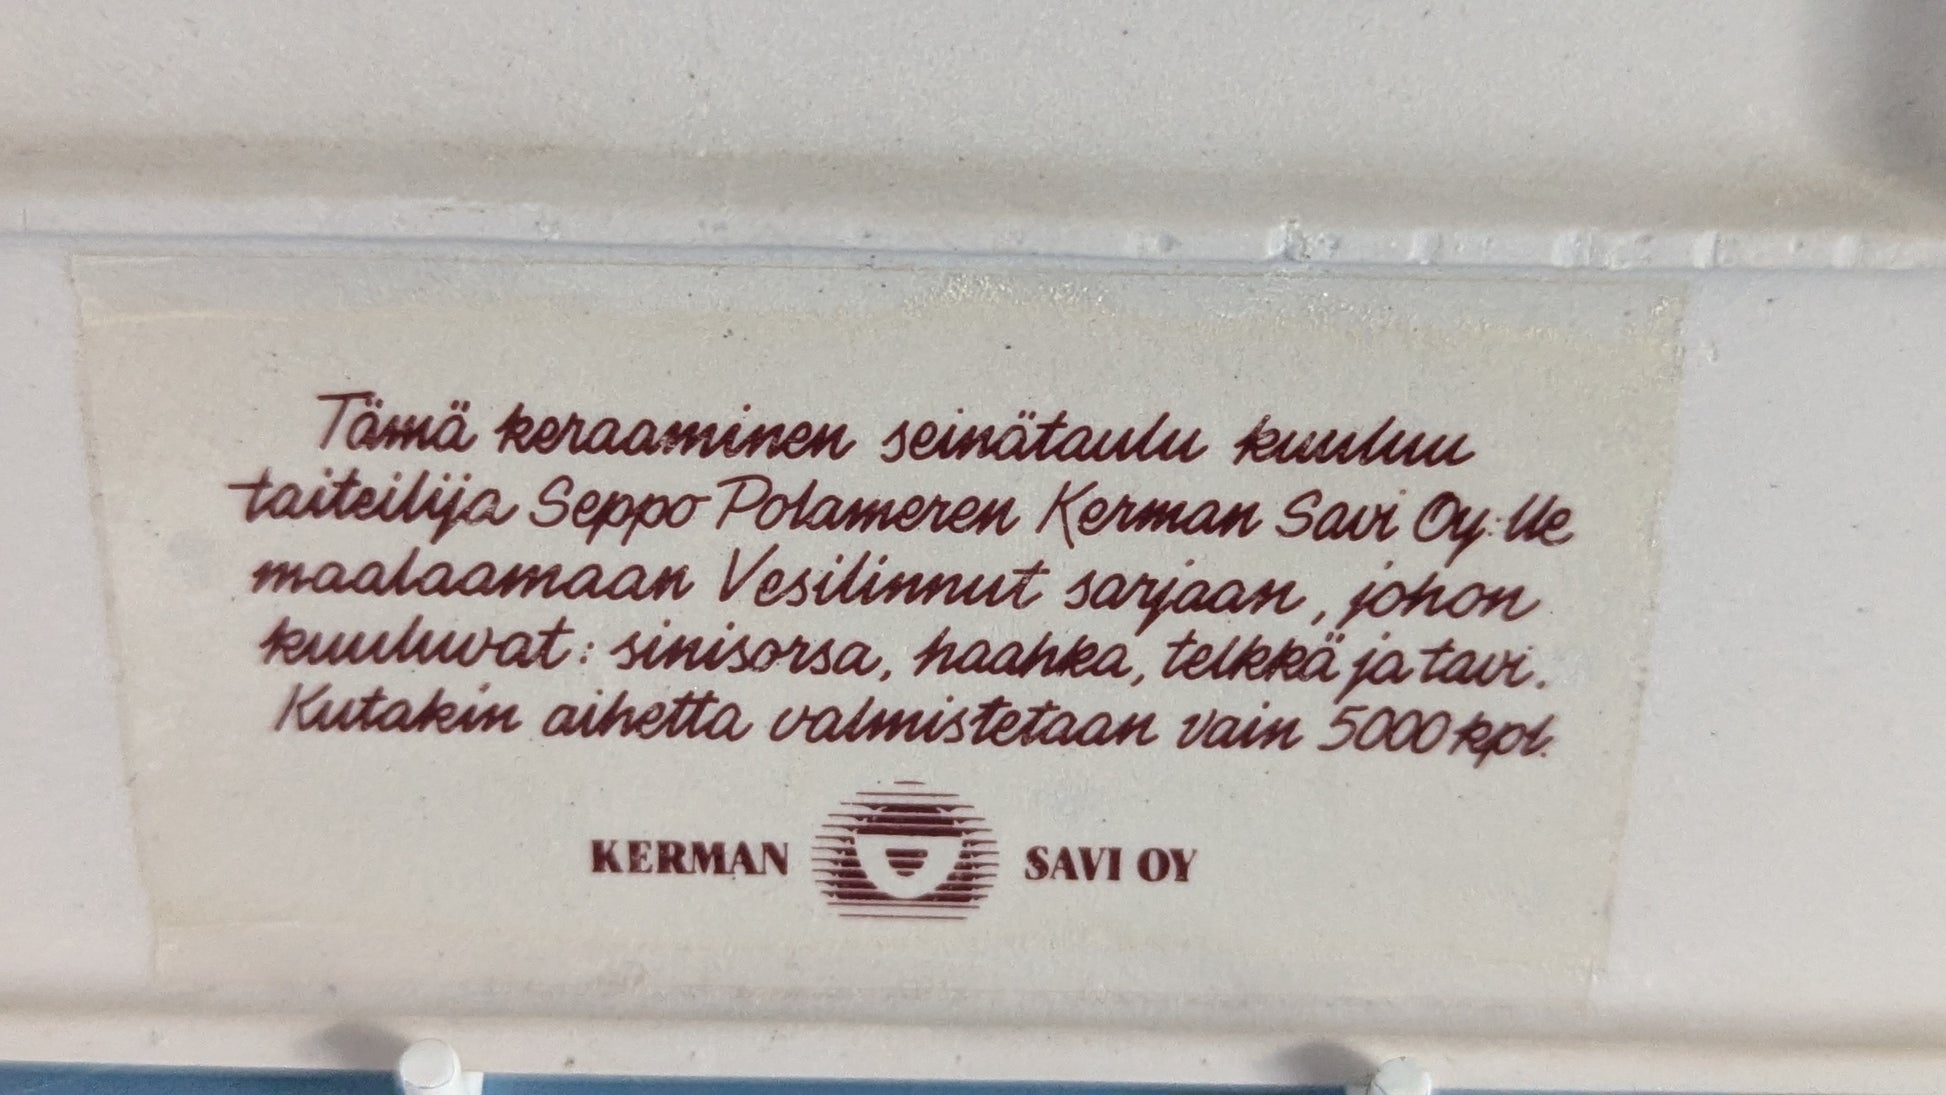 Tämä keraaminen seinätaulu kuuluu
taiteilija Seppo Polameren Kerman Savi Oy:lle
maalaamaan Vesilinnut sarjaan, johon
kuuluvat: sinisorsa, haahka, telkkä ja tavi.
Kutakin aihetta valmistetaan vain 5000 kpl.
KERMAN SAVI OY